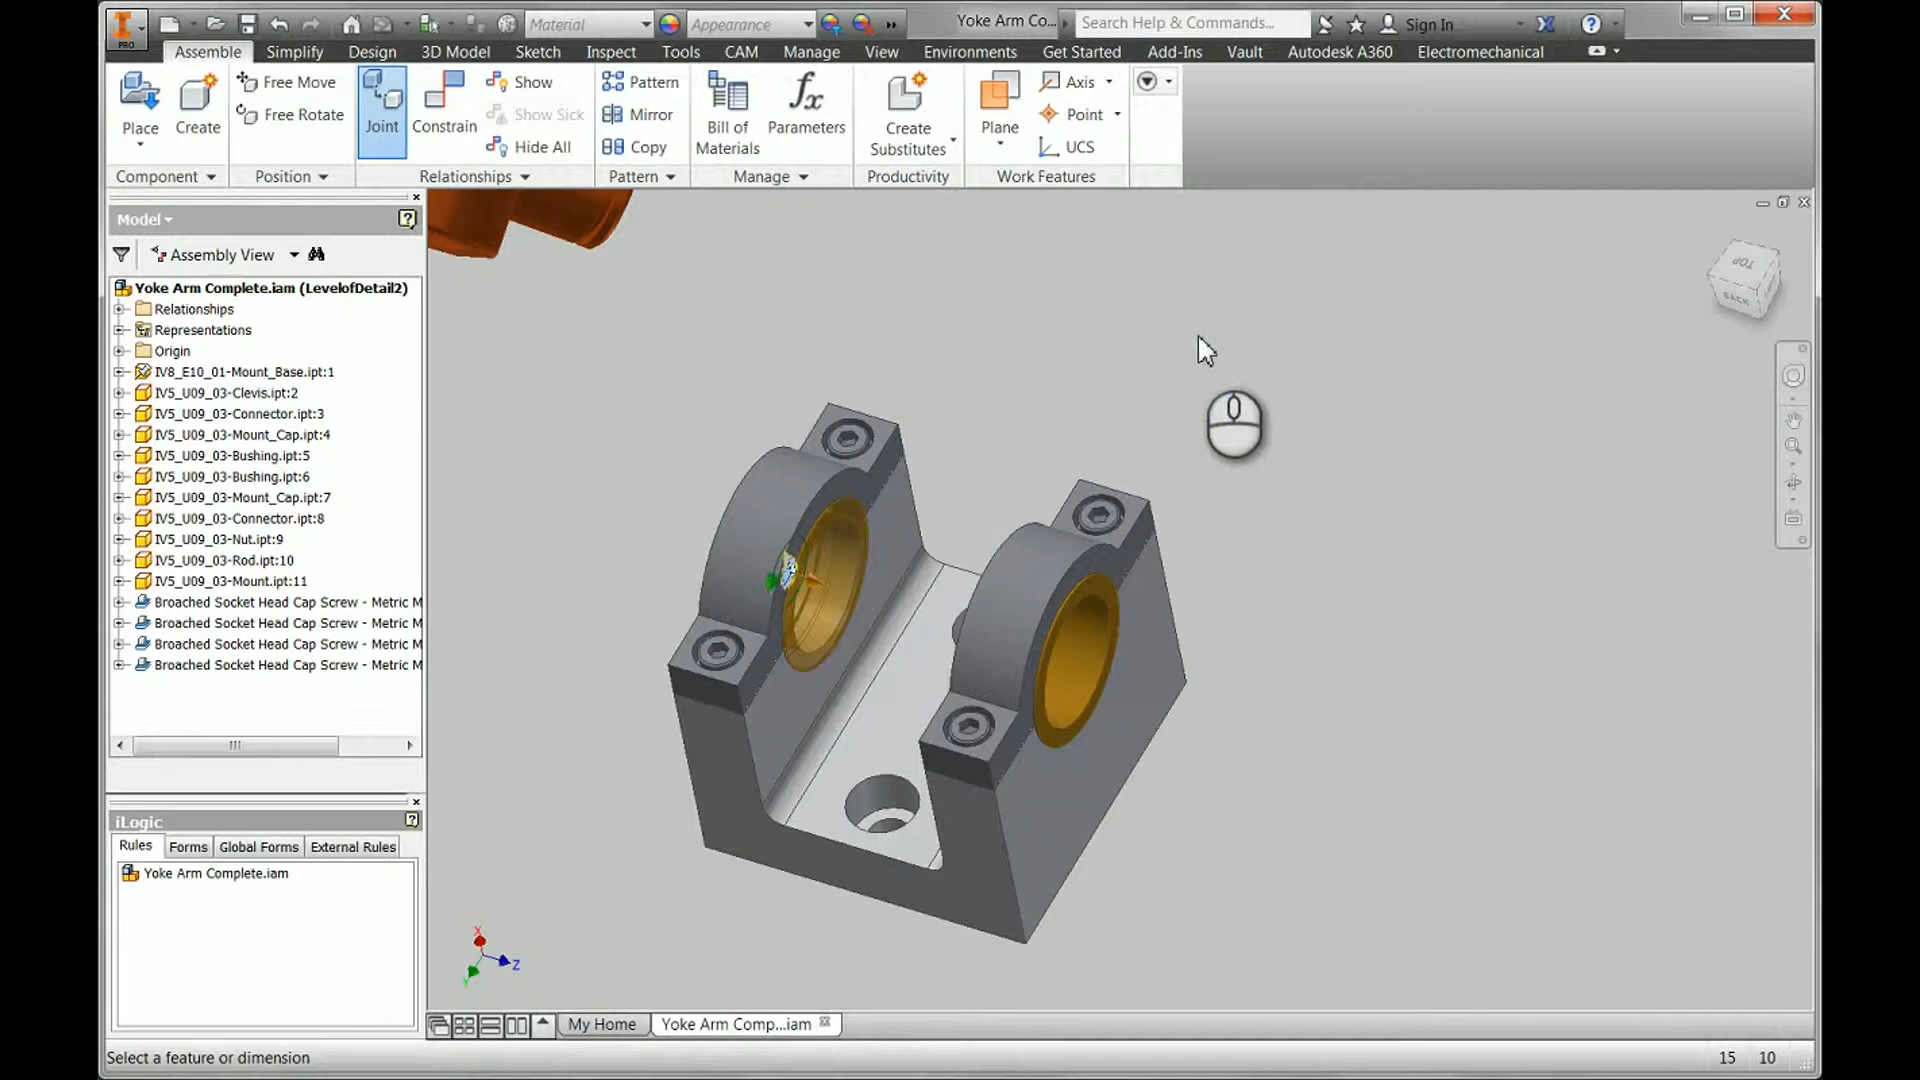 PRO
Material
Appearance
Yoke Arm Co...
Search Help & Commands...
Sign In
Assemble
Simplify
Design
3D Model
Sketch
Inspect
Tools
CAM
Manage
View
Environments
Get Started
Add-Ins
Vault
Autodesk A360
Electromechanical
Place
Create
Free Move
Free Rotate
Joint
Constrain
Show
Show Sick
Hide All
Pattern
Mirror
Copy
Bill of
Materials
fx
Parameters
Create
Substitutes
Plane
Axis
Point
UCS
Component
Position
Relationships
Pattern
Manage
Productivity
Work Features
Model
Assembly View
Yoke Arm Complete.iam (LevelofDetail2)
Relationships
Representations
Origin
IV8_E10_01-Mount_Base.ipt:1
IV5_U09_03-Clevis.ipt:2
IV5_U09_03-Connector.ipt:3
IV5_U09_03-Mount_Cap.ipt:4
IV5_U09_03-Bushing.ipt:5
IV5_U09_03-Bushing.ipt:6
IV5_U09_03-Mount_Cap.ipt:7
IV5_U09_03-Connector.ipt:8
IV5_U09_03-Nut.ipt:9
IV5_U09_03-Rod.ipt:10
IV5_U09_03-Mount.ipt:11
Broached Socket Head Cap Screw - Metric M
Broached Socket Head Cap Screw - Metric M
Broached Socket Head Cap Screw - Metric M
Broached Socket Head Cap Screw - Metric M
iLogic
Rules
Forms
Global Forms
External Rules
Yoke Arm Complete.iam
TOP
BACK
X
Z
Y
My Home
Yoke Arm Comp...iam
Select a feature or dimension
15
10